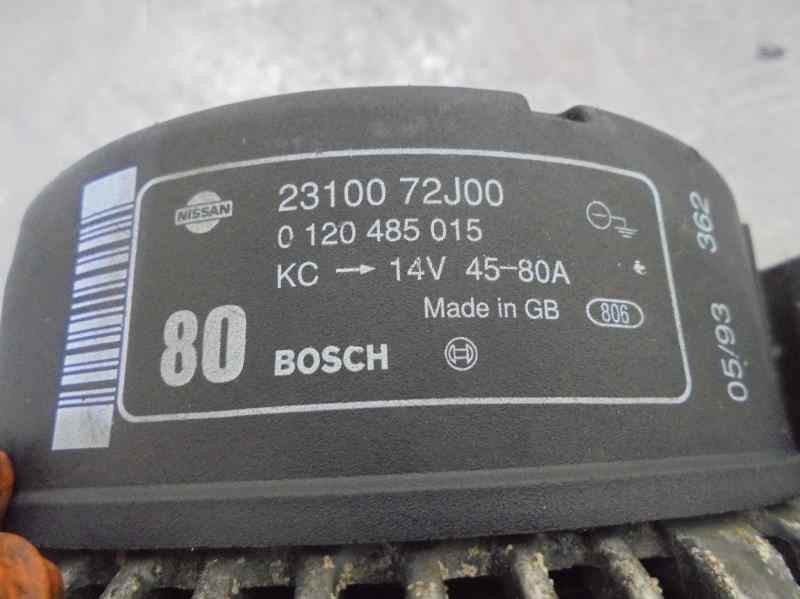 NISSAN
23100 72J00
0 120 485 015
KC → 14V 45-80A
Made in GB 806
80 BOSCH
05/93 362